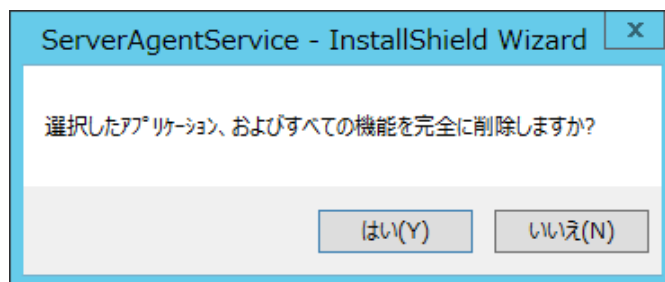 ServerAgentService - InstallShield Wizard
x
選択したｱﾌﾟﾘｹｰｼｮﾝ、およびすべての機能を完全に削除しますか?
はい(Y)
いいえ(N)